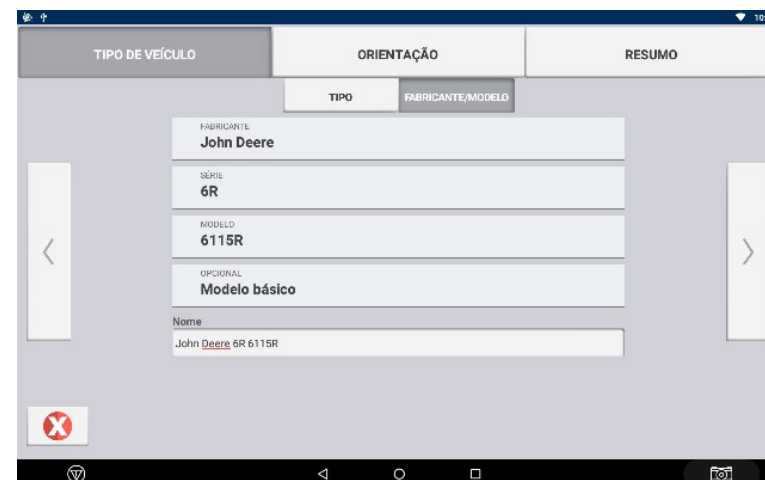 10:
TIPO DE VEÍCULO
ORIENTAÇÃO
RESUMO
TIPO
FABRICANTE/MODELO
FABRICANTE
John Deere
SÉRIE
6R
MODELO
6115R
OPCIONAL
Modelo básico
Nome
John Deere 6R 6115R